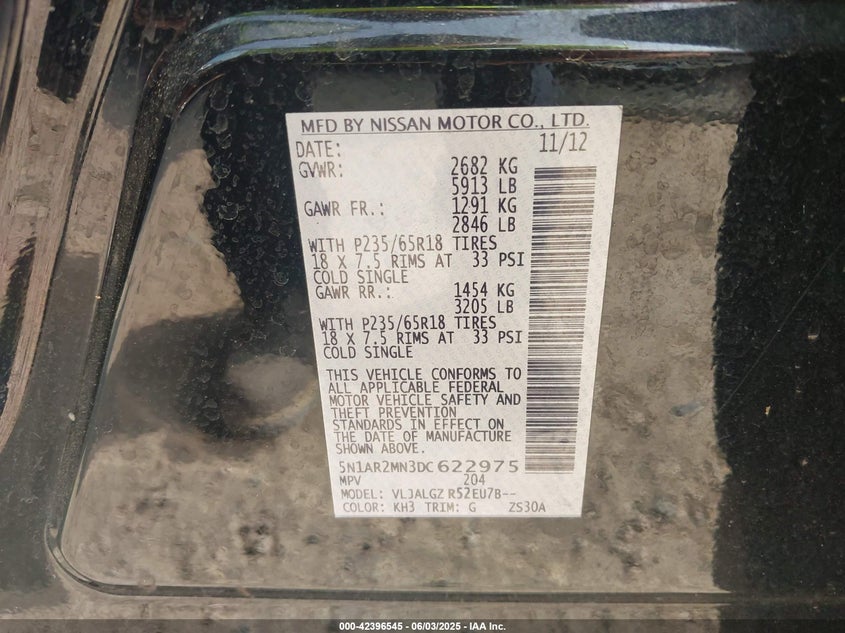 MFD BY NISSAN MOTOR CO., LTD.
DATE: 11/12
GVWR: 2682 KG
5913 LB
GAWR FR.: 1291 KG
2846 LB
WITH P235/65R18 TIRES
18 X 7.5 RIMS AT 33 PSI
COLD SINGLE
GAWR RR.: 1454 KG
3205 LB
WITH P235/65R18 TIRES
18 X 7.5 RIMS AT 33 PSI
COLD SINGLE
THIS VEHICLE CONFORMS TO
ALL APPLICABLE FEDERAL
MOTOR VEHICLE SAFETY AND
THEFT PREVENTION
STANDARDS IN EFFECT ON
THE DATE OF MANUFACTURE
SHOWN ABOVE.
5N1AR2MN3DC622975
MPV 204
MODEL: VLJALGZ R52EU7B--
COLOR: KH3 TRIM: G ZS30A
000-42396545 - 06/03/2025 - IAA Inc.